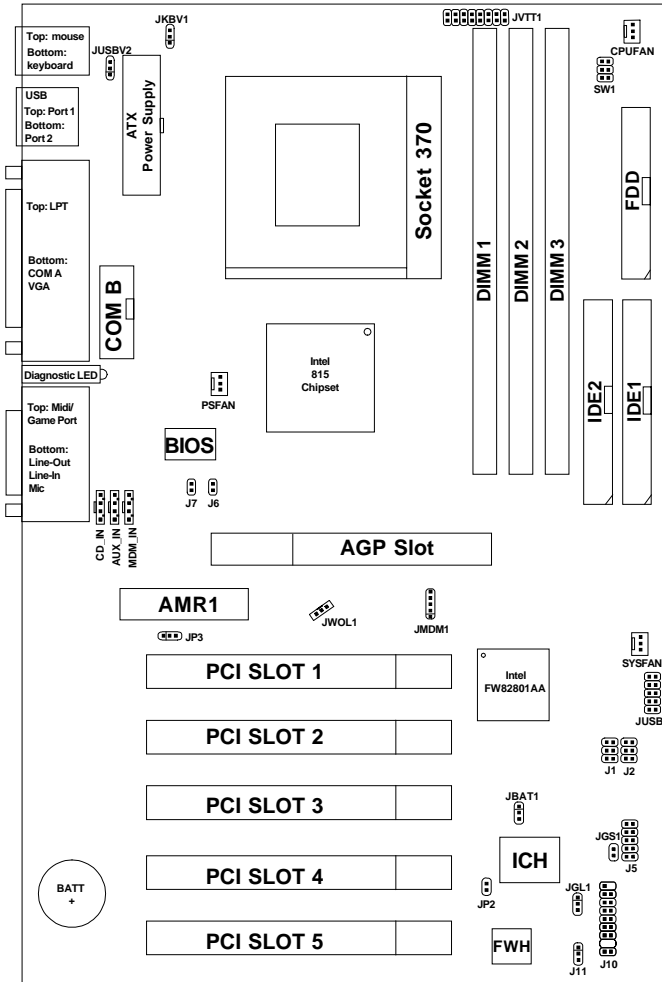 Top: mouse
Bottom:
keyboard
JKBV1
JUSBV2
JVTT1
CPUFAN
SW1
USB
Top: Port 1
Bottom:
Port 2
ATX
Power Supply
Socket 370
DIMM 1
DIMM 2
DIMM 3
FDD
Top: LPT
Bottom:
COM A
VGA
COM B
Intel
815
Chipset
IDE2
IDE1
Diagnostic LED
PSFAN
Top: Midi/
Game Port
Bottom:
Line-Out
Line-In
Mic
BIOS
J7
J6
CD_IN
AUX_IN
MDM_IN
AGP Slot
AMR1
JWOL1
JMDM1
JP3
PCI SLOT 1
Intel
FW82801AA
SYSFAN
JUSB
PCI SLOT 2
J1
J2
PCI SLOT 3
JBAT1
JGS1
J5
ICH
BATT
+
PCI SLOT 4
JP2
JGL1
PCI SLOT 5
FWH
J11
J10